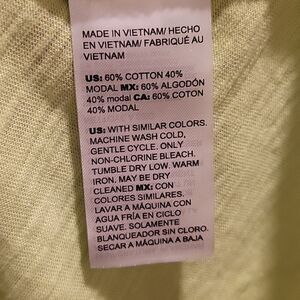 MADE IN VIETNAM/ HECHO
EN VIETNAM/ FABRIQUÉ AU
VIETNAM
US: 60% COTTON 40%
MODAL MX: 60% ALGODÓN
40% modal CA: 60% COTON
40% MODAL
US: WITH SIMILAR COLORS.
MACHINE WASH COLD,
GENTLE CYCLE. ONLY
NON-CHLORINE BLEACH.
TUMBLE DRY LOW. WARM
IRON. MAY BE DRY
CLEANED MX: CON
COLORES SIMILARES.
LAVAR A MÁQUINA CON
AGUA FRÍA EN CICLO
SUAVE. SOLAMENTE
BLANQUEADOR SIN CLORO.
SECAR A MÁQUINA A BAJA